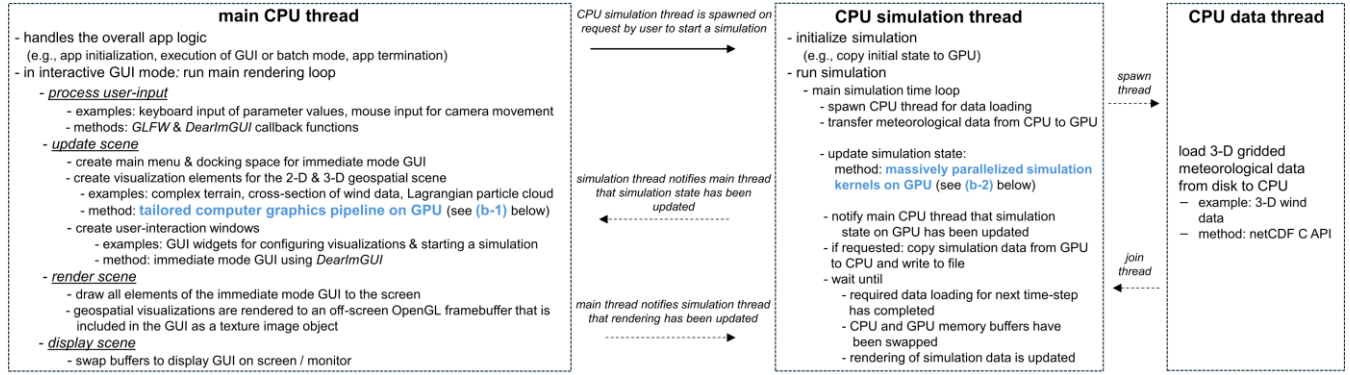 main CPU thread
- handles the overall app logic
(e.g., app initialization, execution of GUI or batch mode, app termination)
- in interactive GUI mode: run main rendering loop
- process user-input
- examples: keyboard input of parameter values, mouse input for camera movement
- methods: GLFW & DearImGUI callback functions
- update scene
- create main menu & docking space for immediate mode GUI
- create visualization elements for the 2-D & 3-D geospatial scene
- examples: complex terrain, cross-section of wind data, Lagrangian particle cloud
- method: tailored computer graphics pipeline on GPU (see (b-1) below)
- create user-interaction windows
- examples: GUI widgets for configuring visualizations & starting a simulation
- method: immediate mode GUI using DearImGUI
- render scene
- draw all elements of the immediate mode GUI to the screen
- geospatial visualizations are rendered to an off-screen OpenGL framebuffer that is
included in the GUI as a texture image object
- display scene
- swap buffers to display GUI on screen / monitor
CPU simulation thread is spawned on
request by user to start a simulation
simulation thread notifies main thread
that simulation state has been
updated
main thread notifies simulation thread
that rendering has been updated
CPU simulation thread
- initialize simulation
(e.g., copy initial state to GPU)
- run simulation
- main simulation time loop
- spawn CPU thread for data loading
- transfer meteorological data from CPU to GPU
- update simulation state:
method: massively parallelized simulation
kernels on GPU (see (b-2) below)
- notify main CPU thread that simulation
state on GPU has been updated
- if requested: copy simulation data from GPU
to CPU and write to file
- wait until
- required data loading for next time-step
has completed
- CPU and GPU memory buffers have
been swapped
- rendering of simulation data is updated
spawn
thread
join
thread
CPU data thread
load 3-D gridded
meteorological data
from disk to CPU
– example: 3-D wind
data
– method: netCDF C API